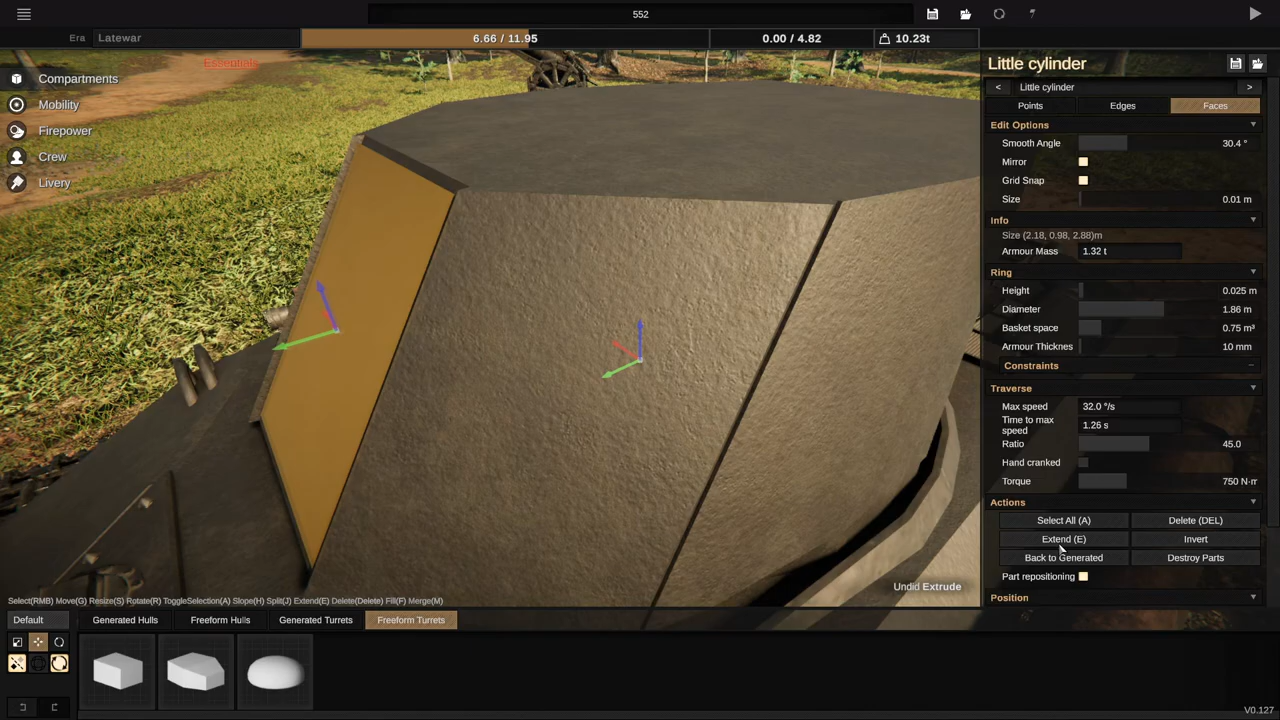 552
Era
Latewar
6.66 / 11.95
0.00 / 4.82
10.23t
Essentials
Compartments
Mobility
Firepower
Crew
Livery
Little cylinder
<
Little cylinder
>
Points
Edges
Faces
Edit Options
Smooth Angle
30.4 °
Mirror
Grid Snap
Size
0.01 m
Info
Size (2.18, 0.98, 2.88)m
Armour Mass
1.32 t
Ring
Height
0.025 m
Diameter
1.86 m
Basket space
0.75 m³
Armour Thicknes
10 mm
Constraints
Traverse
Max speed
32.0 °/s
Time to max
speed
1.26 s
Ratio
45.0
Hand cranked
Torque
750 N·m
Actions
Select All (A)
Delete (DEL)
Extend (E)
Invert
Back to Generated
Destroy Parts
Part repositioning
Position
Undid Extrude
Select(RMB) Move(G) Resize(S) Rotate(R) ToggleSelection(A) Slope(H) Split(J) Extend(E) Delete(Delete) Fill(F) Merge(M)
Default
Generated Hulls
Freeform Hulls
Generated Turrets
Freeform Turrets
V0.127